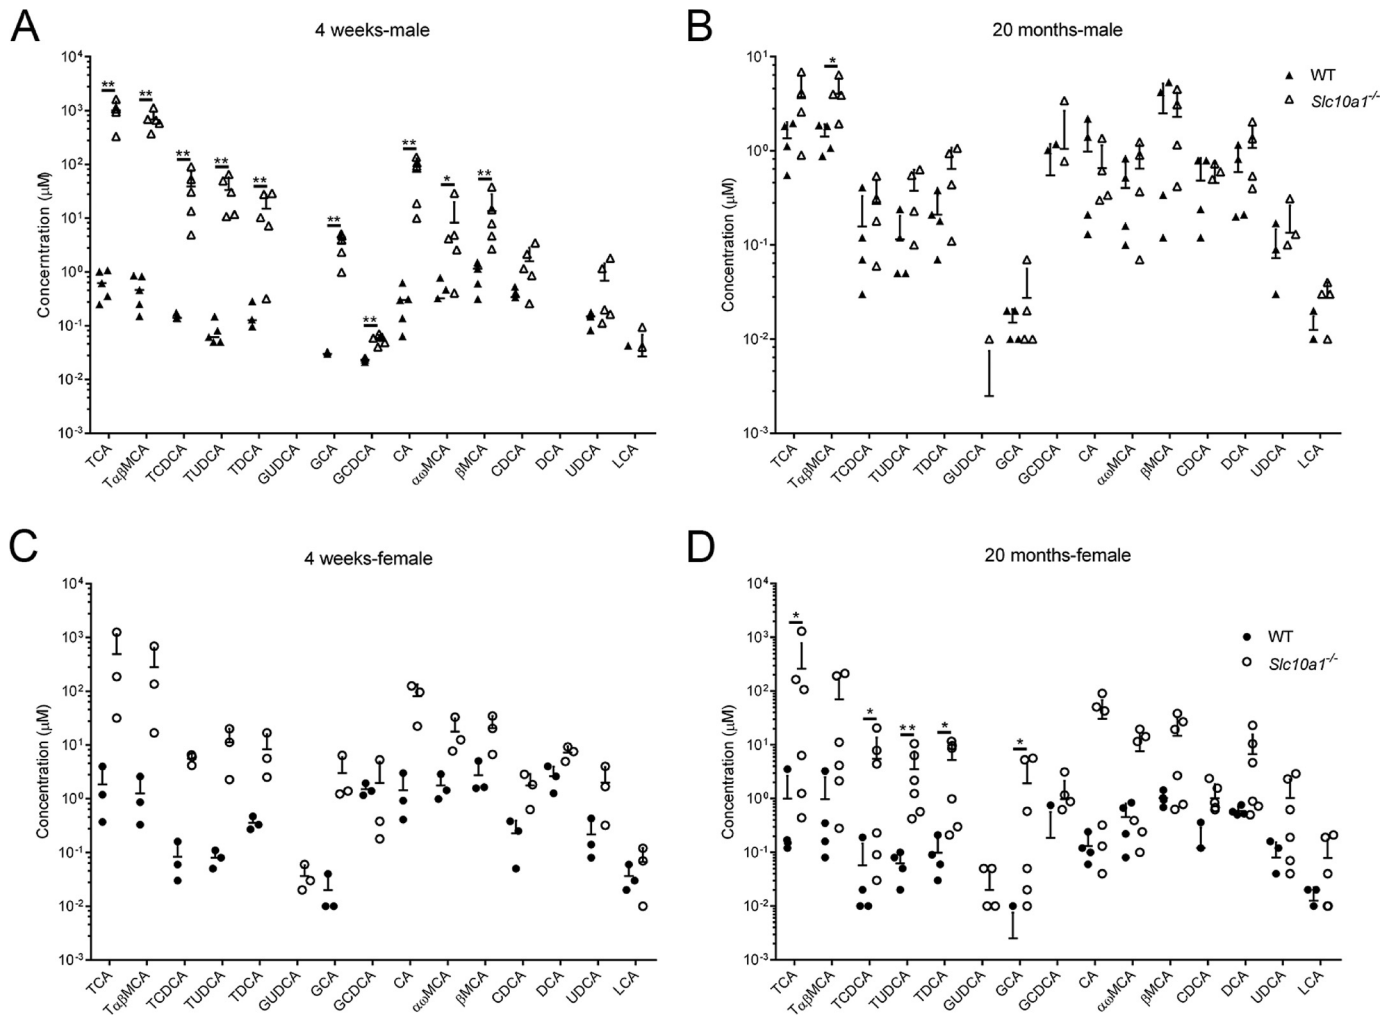 A
4 weeks-male
Concerntration (µM)
10⁴
10³
10²
10¹
10⁰
10⁻¹
10⁻²
10⁻³
** ** ** ** ** ** ** ** * **
TCA TαβMCA TCDCA TUDCA TDCA GUDCA GCA GCDCA CA αωMCA βMCA CDCA DCA UDCA LCA
B
20 months-male
Concentration (µM)
10¹
10⁰
10⁻¹
10⁻²
10⁻³
*
WT
Slc10a1⁻/⁻
TCA TαβMCA TCDCA TUDCA TDCA GUDCA GCA GCDCA CA αωMCA βMCA CDCA DCA UDCA LCA
C
4 weeks-female
Concentration (µM)
10⁴
10³
10²
10¹
10⁰
10⁻¹
10⁻²
10⁻³
TCA TαβMCA TCDCA TUDCA TDCA GUDCA GCA GCDCA CA αωMCA βMCA CDCA DCA UDCA LCA
D
20 months-female
Concentration (µM)
10⁴
10³
10²
10¹
10⁰
10⁻¹
10⁻²
10⁻³
* * ** * *
WT
Slc10a1⁻/⁻
TCA TαβMCA TCDCA TUDCA TDCA GUDCA GCA GCDCA CA αωMCA βMCA CDCA DCA UDCA LCA